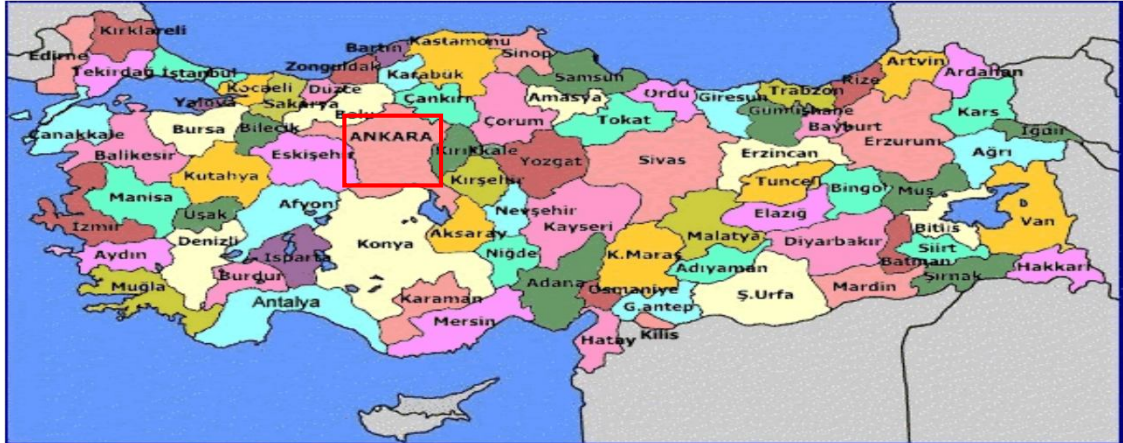 Kırklareli
Edirne
Tekirdağ
İstanbul
Kocaeli
Yalova
Sakarya
Düzce
Zonguldak
Bartın
Karabük
Kastamonu
Sinop
Samsun
Ordu
Giresun
Trabzon
Rize
Artvin
Ardahan
Kars
Iğdır
Ağrı
Çanakkale
Bursa
Bilecik
Bolu
ANKARA
Çankırı
Çorum
Amasya
Tokat
Gümüşhane
Bayburt
Erzurum
Balikesir
Kutahya
Eskişehir
Kırıkkale
Kırşehir
Yozgat
Sivas
Erzincan
Tunceli
Bingöl
Muş
Bitlis
Van
Manisa
Uşak
Afyon
Konya
Aksaray
Nevşehir
Kayseri
Malatya
Elazığ
Diyarbakır
Batman
Siirt
Şırnak
Hakkari
İzmir
Aydın
Denizli
Isparta
Burdur
Muğla
Antalya
Karaman
Mersin
Niğde
Adana
K.Maraş
Osmaniye
Adıyaman
G.antep
Ş.Urfa
Mardin
Hatay
Kilis